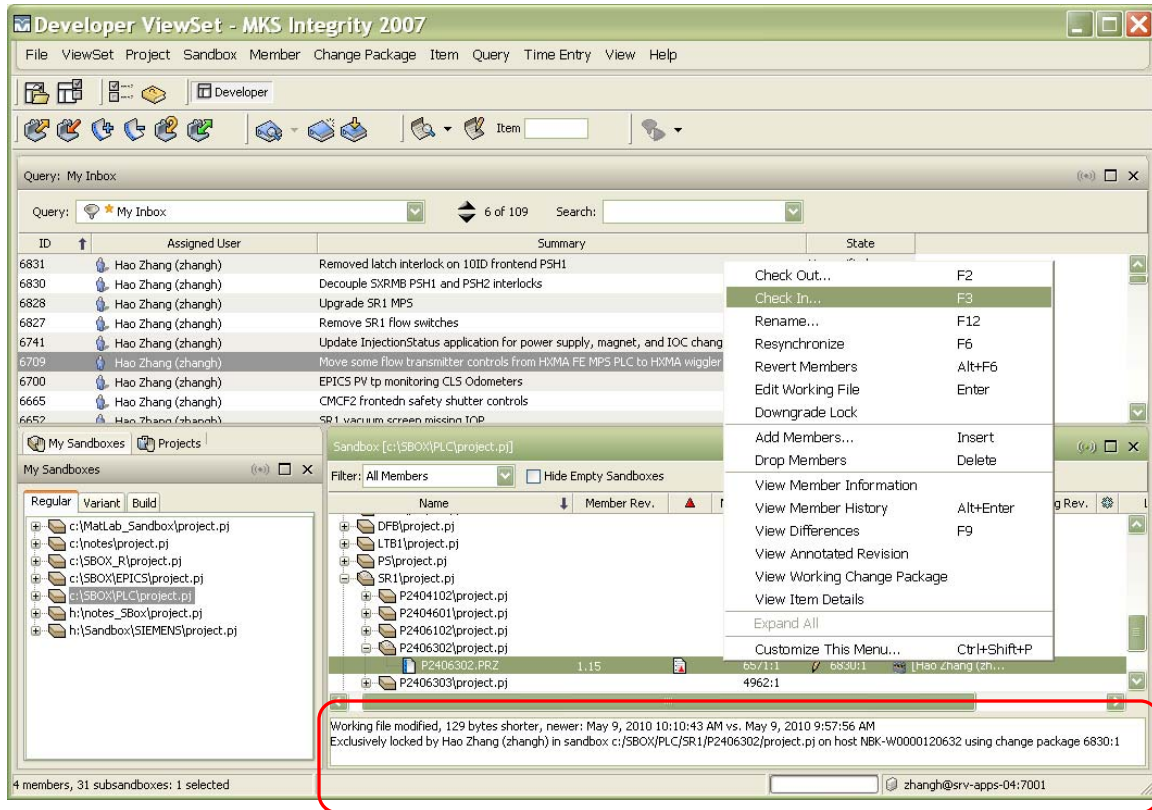 Developer ViewSet - MKS Integrity 2007
File ViewSet Project Sandbox Member Change Package Item Query Time Entry View Help
Developer
Item
Query: My Inbox
Query: My Inbox 6 of 109 Search:
ID Assigned User Summary State
6831 Hao Zhang (zhangh) Removed latch interlock on 10ID frontend PSH1
6830 Hao Zhang (zhangh) Decouple SXRMB PSH1 and PSH2 interlocks
6828 Hao Zhang (zhangh) Upgrade SR1 MPS
6827 Hao Zhang (zhangh) Remove SR1 flow switches
6741 Hao Zhang (zhangh) Update InjectionStatus application for power supply, magnet, and IOC chang
6709 Hao Zhang (zhangh) Move some flow transmitter controls from HXMA FE MPS PLC to HXMA wiggler
6700 Hao Zhang (zhangh) EPICS PV tp monitoring CLS Odometers
6665 Hao Zhang (zhangh) CMCF2 frontedn safety shutter controls
6652 Hao Zhang (zhangh) SR1 vacuum screen missing IOP
Check Out... F2
Check In... F3
Rename... F12
Resynchronize F6
Revert Members Alt+F6
Edit Working File Enter
Downgrade Lock
Add Members... Insert
Drop Members Delete
View Member Information
View Member History Alt+Enter
View Differences F9
View Annotated Revision
View Working Change Package
View Item Details
Expand All
Customize This Menu... Ctrl+Shift+P
My Sandboxes Projects
My Sandboxes
Regular Variant Build
c:\MatLab_Sandbox\project.pj
c:\notes\project.pj
c:\SBOX_R\project.pj
c:\SBOX\EPICS\project.pj
c:\SBOX\PLC\project.pj
h:\notes_SBox\project.pj
h:\Sandbox\SIEMENS\project.pj
Sandbox [c:\SBOX\PLC\project.pj]
Filter: All Members Hide Empty Sandboxes
Name Member Rev. g Rev.
DFB\project.pj
LTB1\project.pj
PS\project.pj
SR1\project.pj
P2404102\project.pj
P2404601\project.pj
P2406102\project.pj
P2406302\project.pj
P2406302.PRZ 1.15 6571:1 6830:1 [Hao Zhang (zh...
P2406303\project.pj 4962:1
Working file modified, 129 bytes shorter, newer: May 9, 2010 10:10:43 AM vs. May 9, 2010 9:57:56 AM
Exclusively locked by Hao Zhang (zhangh) in sandbox c:/SBOX/PLC/SR1/P2406302/project.pj on host NBK-W0000120632 using change package 6830:1
4 members, 31 subsandboxes: 1 selected
zhangh@srv-apps-04:7001